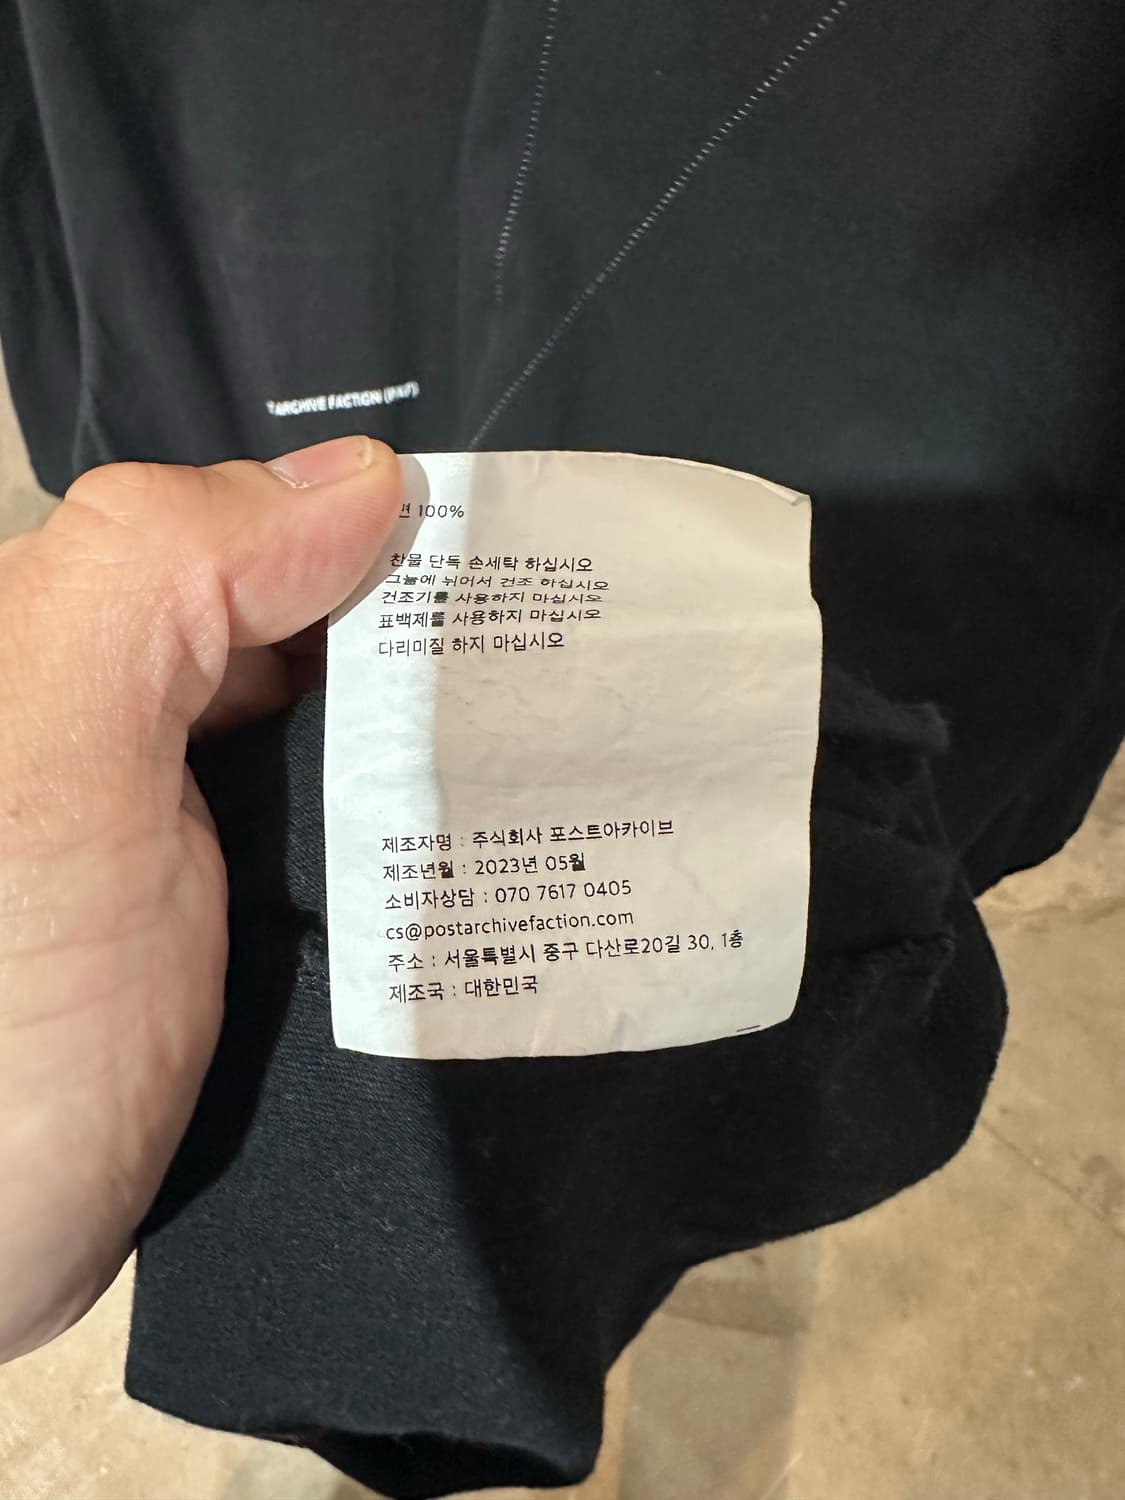 ARCHIVE FACTION (PAF)
면 100%
찬물 단독 손세탁 하십시오
그늘에 뉘어서 건조 하십시오
건조기를 사용하지 마십시오
표백제를 사용하지 마십시오
다리미질 하지 마십시오
제조자명 : 주식회사 포스트아카이브
제조년월 : 2023년 05월
소비자상담 : 070 7617 0405
cs@postarchivefaction.com
주소 : 서울특별시 중구 다산로20길 30, 1층
제조국 : 대한민국